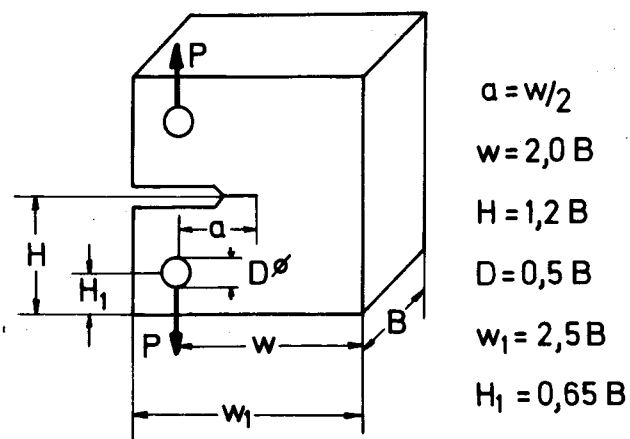 P
a = w/2
w = 2,0 B
H = 1,2 B
H
a
D = 0,5 B
H₁
D⌀
w₁ = 2,5 B
B
P
w
H₁ = 0,65 B
w₁